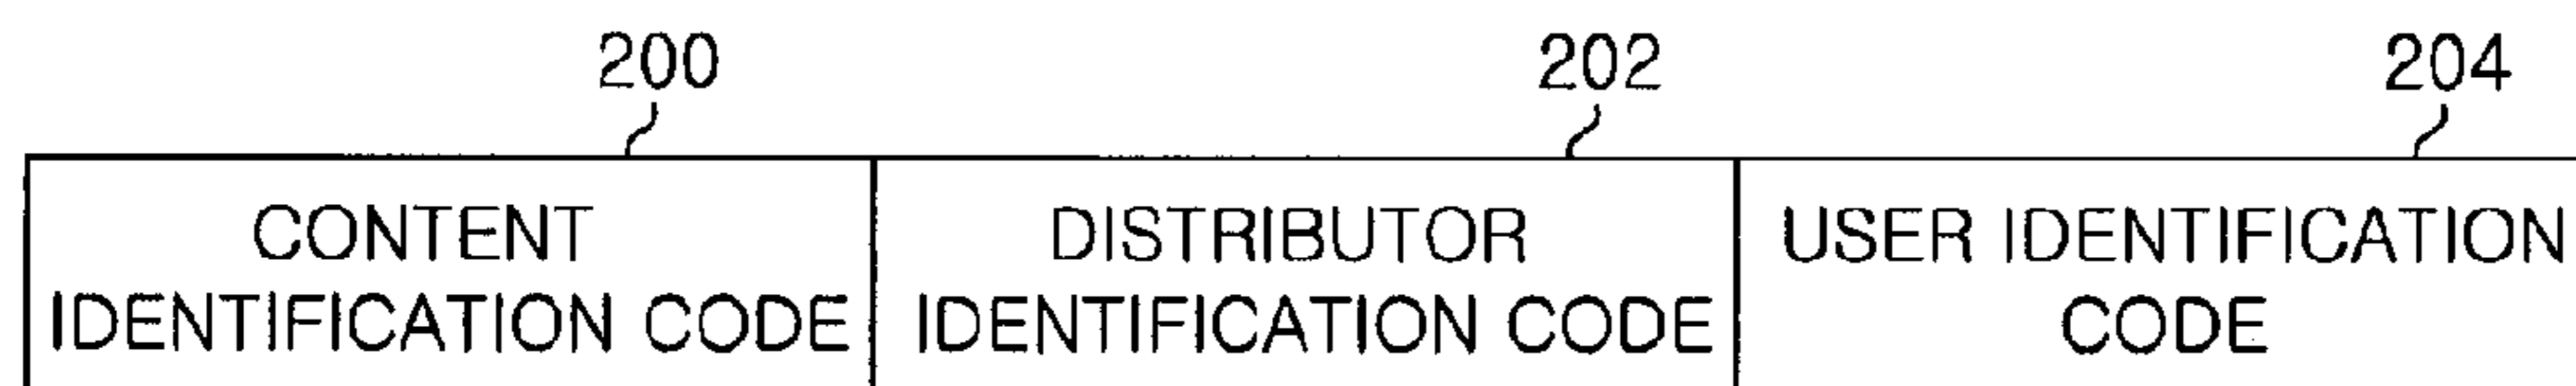 200 202 204
CONTENT IDENTIFICATION CODE
DISTRIBUTOR IDENTIFICATION CODE
USER IDENTIFICATION CODE